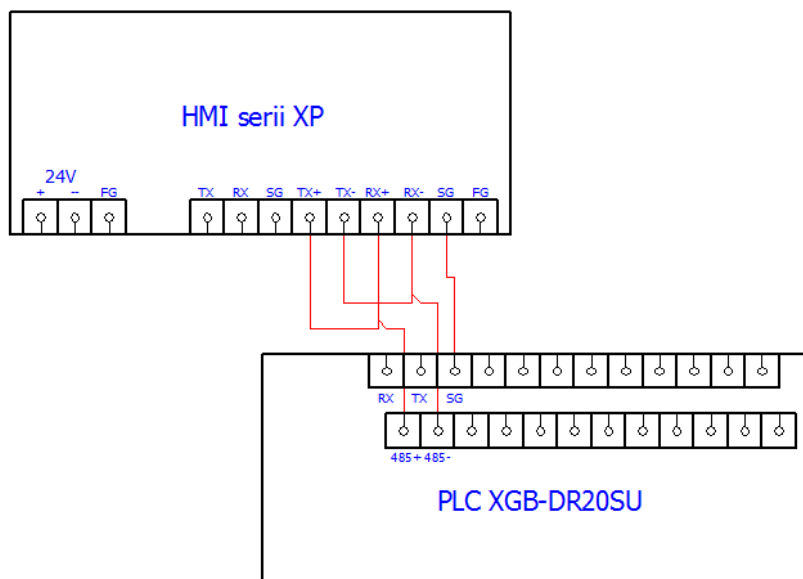 HMI serii XP
24V
+ -- FG TX RX SG TX+ TX- RX+ RX- SG FG
RX TX SG
485+ 485-
PLC XGB-DR20SU